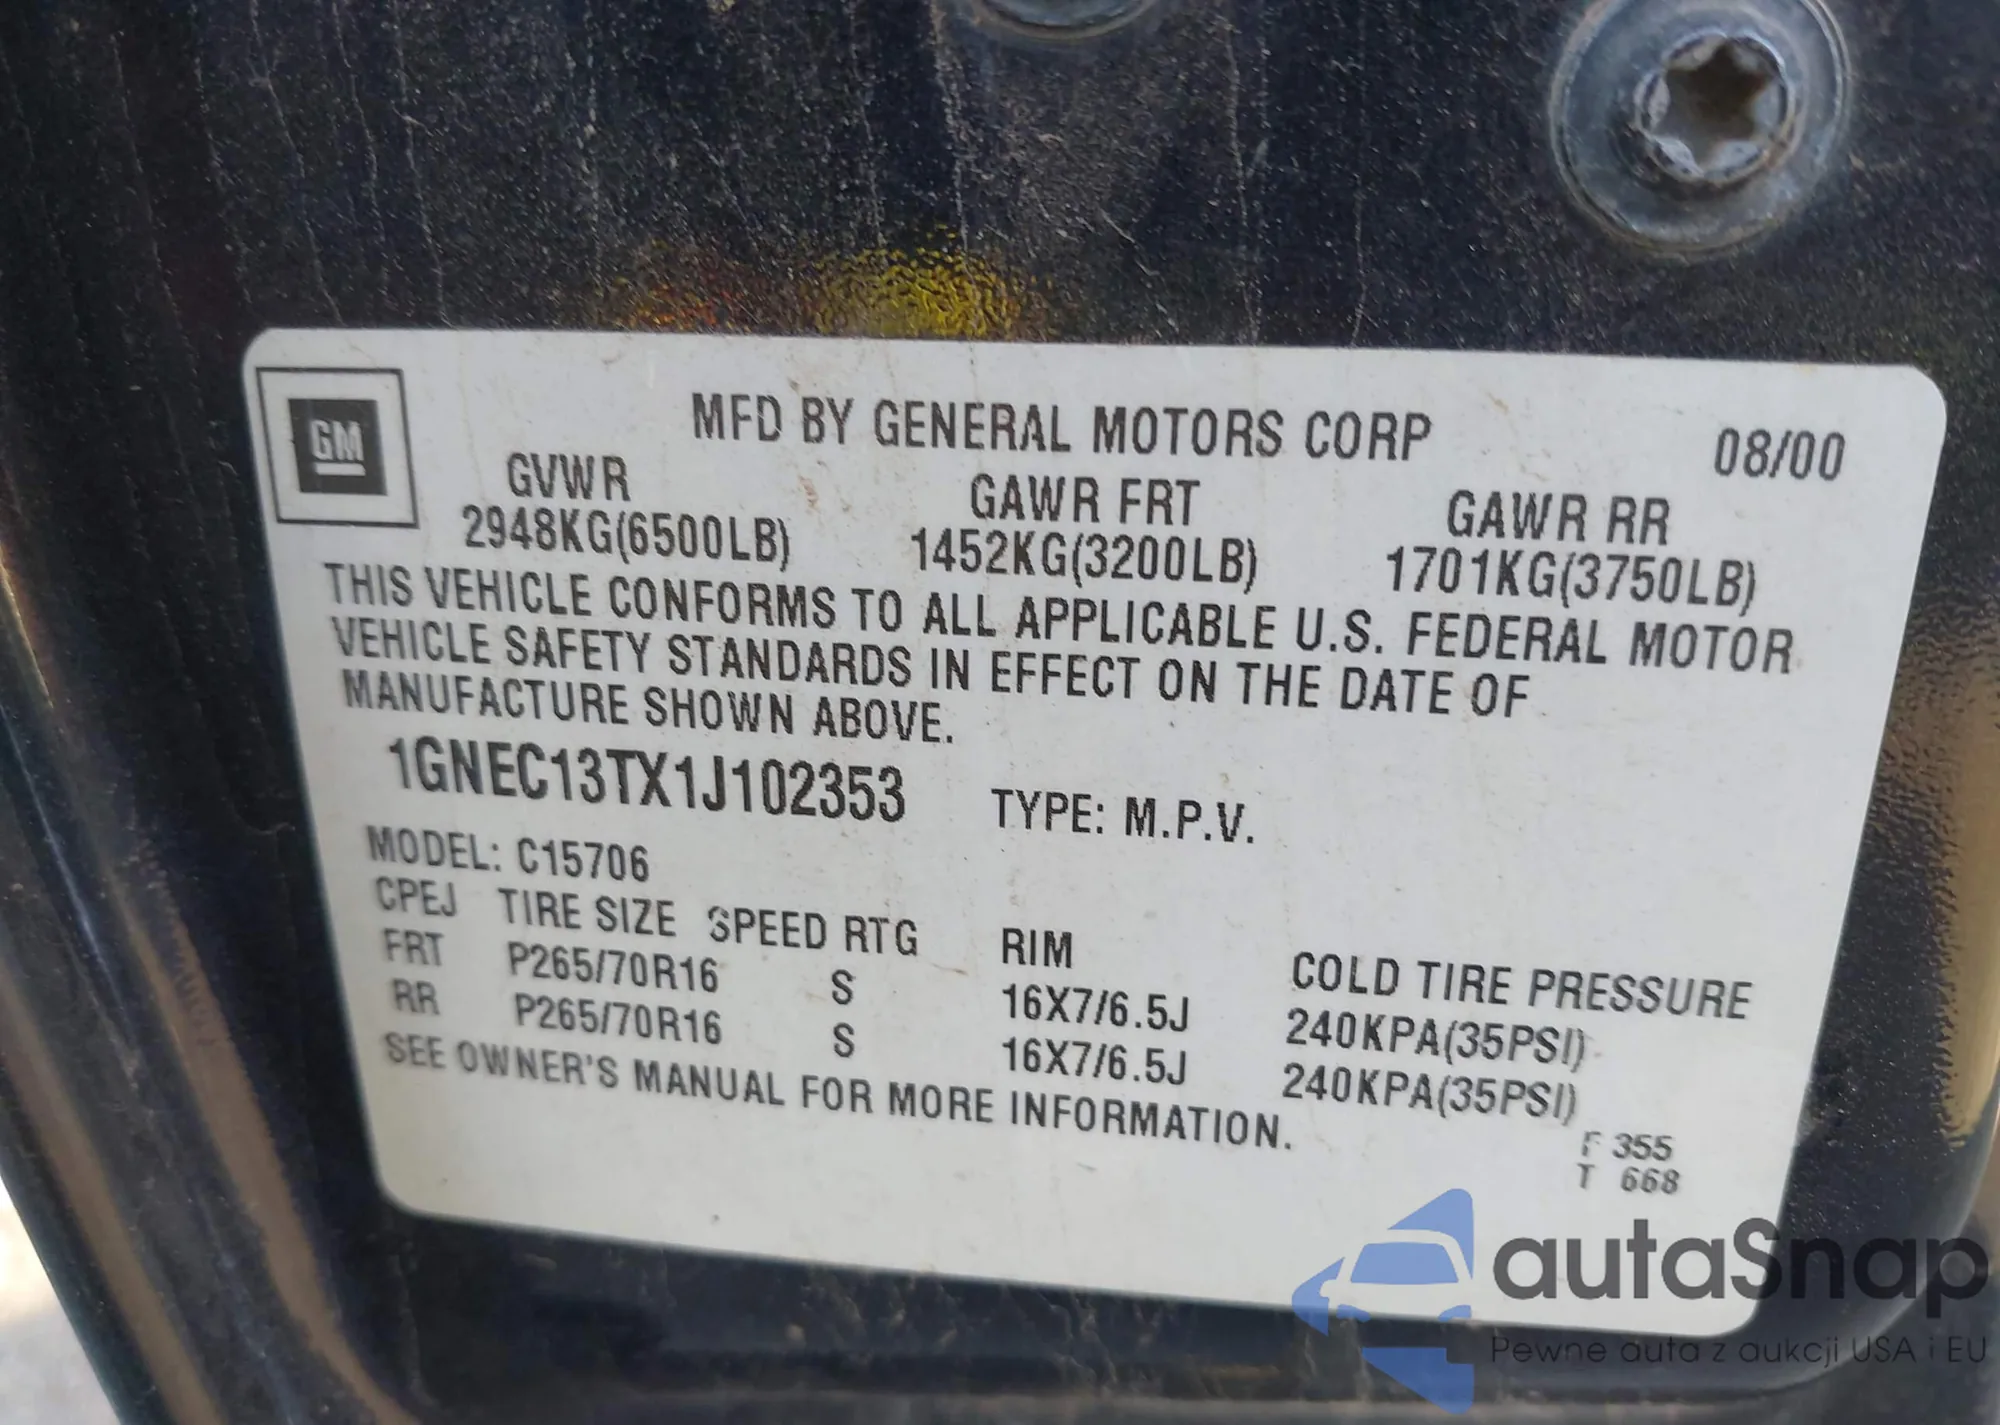 GM
MFD BY GENERAL MOTORS CORP 08/00
GVWR GAWR FRT GAWR RR
2948KG(6500LB) 1452KG(3200LB) 1701KG(3750LB)
THIS VEHICLE CONFORMS TO ALL APPLICABLE U.S. FEDERAL MOTOR
VEHICLE SAFETY STANDARDS IN EFFECT ON THE DATE OF
MANUFACTURE SHOWN ABOVE.
1GNEC13TX1J102353 TYPE: M.P.V.
MODEL: C15706
CPEJ TIRE SIZE SPEED RTG RIM COLD TIRE PRESSURE
FRT P265/70R16 S 16X7/6.5J 240KPA(35PSI)
RR P265/70R16 S 16X7/6.5J 240KPA(35PSI)
SEE OWNER'S MANUAL FOR MORE INFORMATION.
F 355
T 668
autaSnap
Pewne auta z aukcji USA i EU